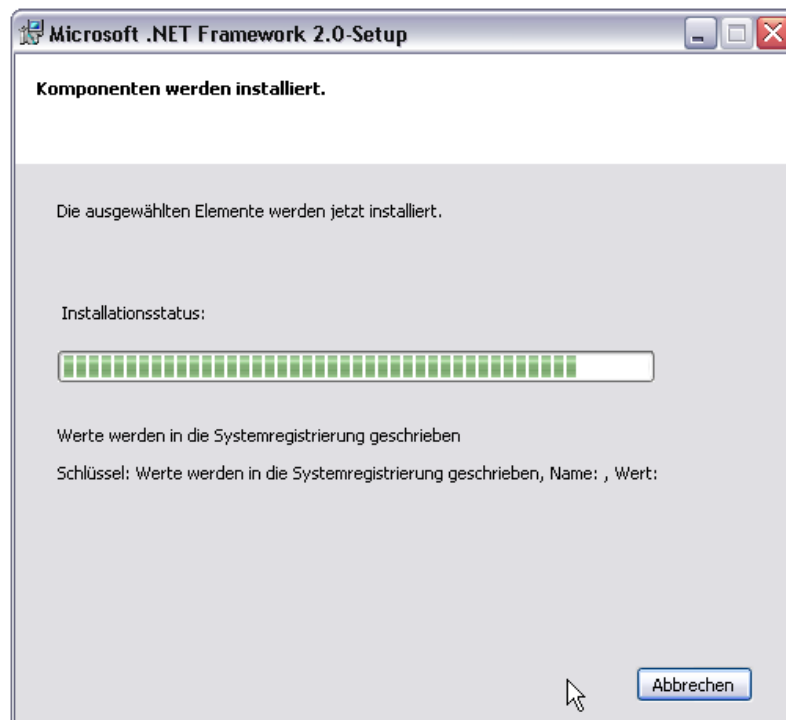 Microsoft .NET Framework 2.0-Setup
Komponenten werden installiert.
Die ausgewählten Elemente werden jetzt installiert.
Installationsstatus:
Werte werden in die Systemregistrierung geschrieben
Schlüssel: Werte werden in die Systemregistrierung geschrieben, Name: , Wert:
Abbrechen